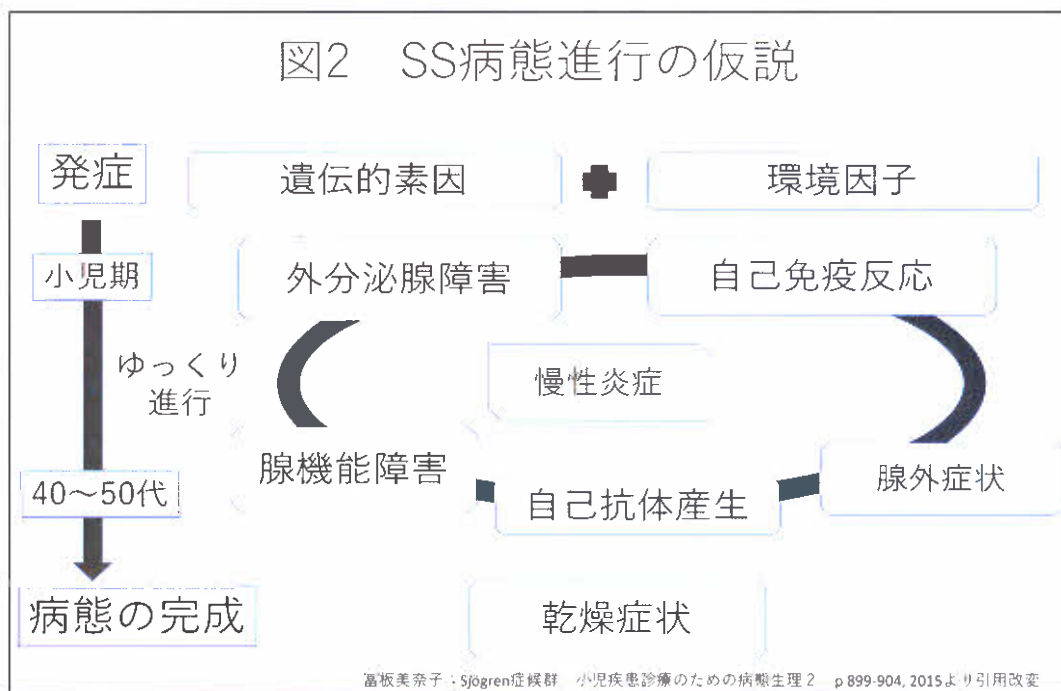 図2 SS病態進行の仮説
発症
遺伝的素因
環境因子
小児期
外分泌腺障害
自己免疫反応
ゆっくり
進行
慢性炎症
腺機能障害
腺外症状
40～50代
自己抗体産生
病態の完成
乾燥症状
冨板美奈子：Sjögren症候群 小児疾患診療のための病態生理2 p 899-904, 2015より引用改変